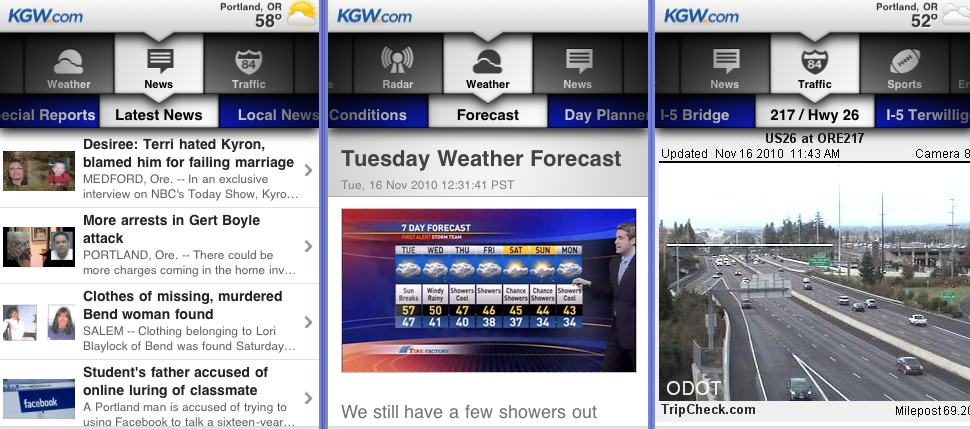 KGW.com
Portland, OR
58°
Weather
News
84
Traffic
ecial Reports
Latest News
Local News
Desiree: Terri hated Kyron,
blamed him for failing marriage
MEDFORD, Ore. -- In an exclusive
interview on NBC's Today Show, Kyro...
More arrests in Gert Boyle
attack
PORTLAND, Ore. -- There could be
more charges coming in the home inv...
Clothes of missing, murdered
Bend woman found
SALEM -- Clothing belonging to Lori
Blaylock of Bend was found Saturday...
Student's father accused of
online luring of classmate
facebook
A Portland man is accused of trying to
using Facebook to talk a sixteen-year...
KGW.com
s
Radar
Weather
News
Conditions
Forecast
Day Planner
Tuesday Weather Forecast
Tue, 16 Nov 2010 12:31:41 PST
7 DAY FORECAST
FIRST ALERT STORM TEAM
TUE WED THU FRI SAT SUN MON
Sun Breaks Windy Rainy Showers Cool Showers Chance Showers Chance Showers Showers Cool
57 50 47 46 45 44 43
47 41 40 38 37 34 34
TIRE FACTORY
We still have a few showers out
KGW.com
Portland, OR
52°
News
84
Traffic
Sports
En
I-5 Bridge
217 / Hwy 26
I-5 Terwillig
US26 at ORE217
Updated Nov 16 2010 11:43 AM
Camera 8
ODOT
TripCheck.com
Milepost 69.20